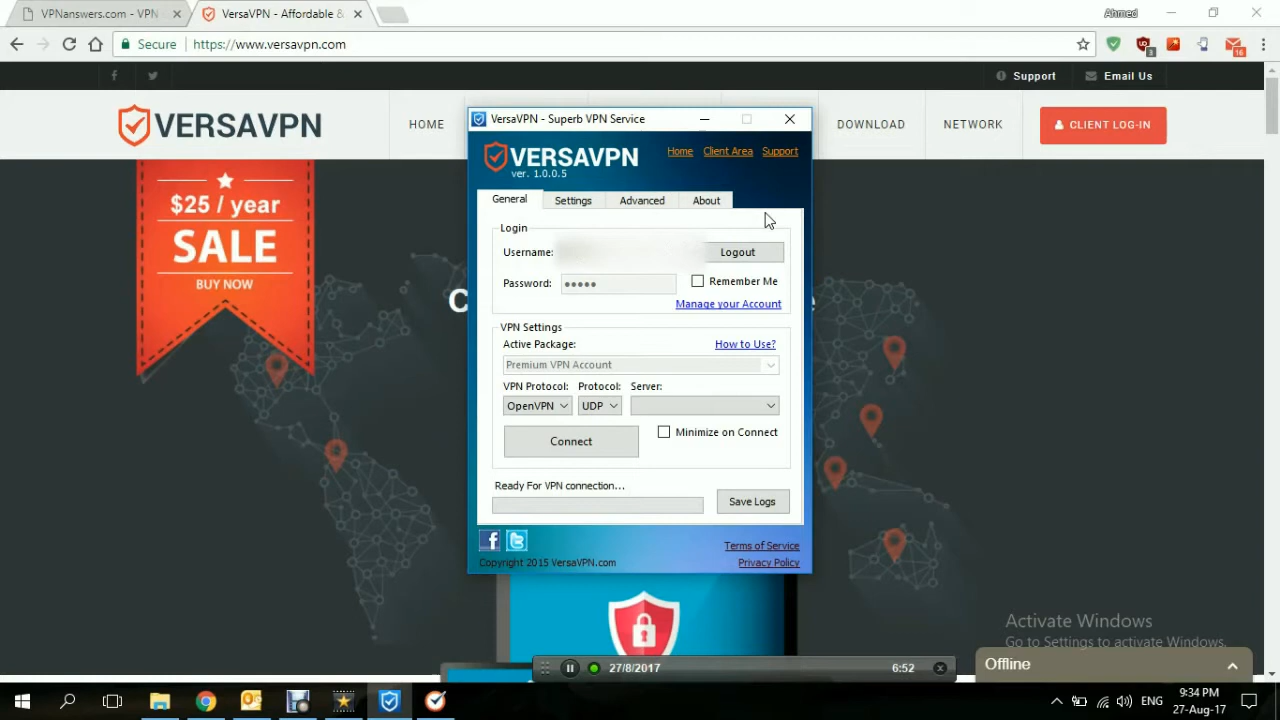 VPNanswers.com - VPN
VersaVPN - Affordable &
Ahmed
Secure
https://www.versavpn.com
3
16
Support
Email Us
VERSAVPN
HOME
DOWNLOAD
NETWORK
CLIENT LOG-IN
$25 / year
SALE
BUY NOW
C
e
VersaVPN - Superb VPN Service
VERSAVPN
ver. 1.0.0.5
Home
Client Area
Support
General
Settings
Advanced
About
Login
Username:
Logout
Password:
•••••
Remember Me
Manage your Account
VPN Settings
Active Package:
How to Use?
Premium VPN Account
VPN Protocol:
Protocol:
Server:
OpenVPN
UDP
Connect
Minimize on Connect
Ready For VPN connection...
Save Logs
Terms of Service
Copyright 2015 VersaVPN.com
Privacy Policy
Activate Windows
Go to Settings to activate Windows.
27/8/2017
6:52
Offline
ENG
9:34 PM
27-Aug-17